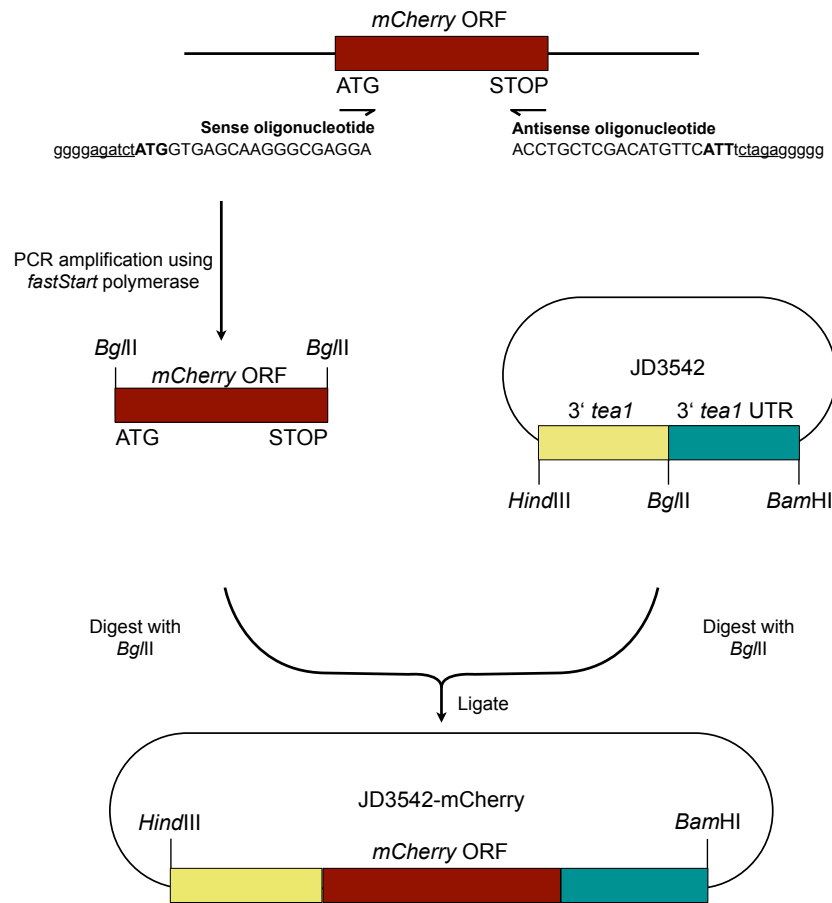 mCherry ORF
ATG STOP
Sense oligonucleotide
ggggagatctATGGTGAGCAAGGGCGAGGA
Antisense oligonucleotide
ACCTGCTCGACATGTTCATTtctagaggggg
PCR amplification using
fastStart polymerase
BglII BglII
mCherry ORF
ATG STOP
JD3542
3‘ tea1 3‘ tea1 UTR
HindIII BglII BamHI
Digest with
BglII
Digest with
BglII
Ligate
JD3542-mCherry
HindIII BamHI
mCherry ORF